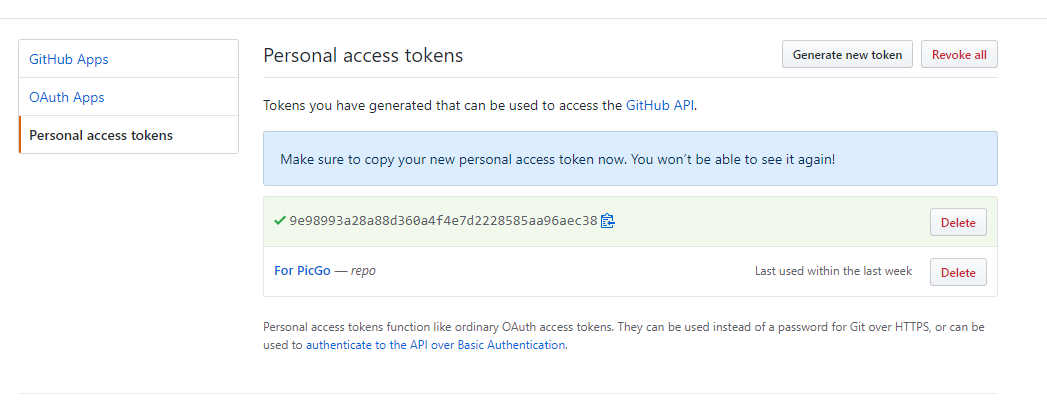 GitHub Apps
OAuth Apps
Personal access tokens
Personal access tokens
Generate new token
Revoke all
Tokens you have generated that can be used to access the GitHub API.
Make sure to copy your new personal access token now. You won't be able to see it again!
9e98993a28a88d360a4f4e7d2228585aa96aec38
Delete
For PicGo — repo
Last used within the last week
Delete
Personal access tokens function like ordinary OAuth access tokens. They can be used instead of a password for Git over HTTPS, or can be
used to authenticate to the API over Basic Authentication.